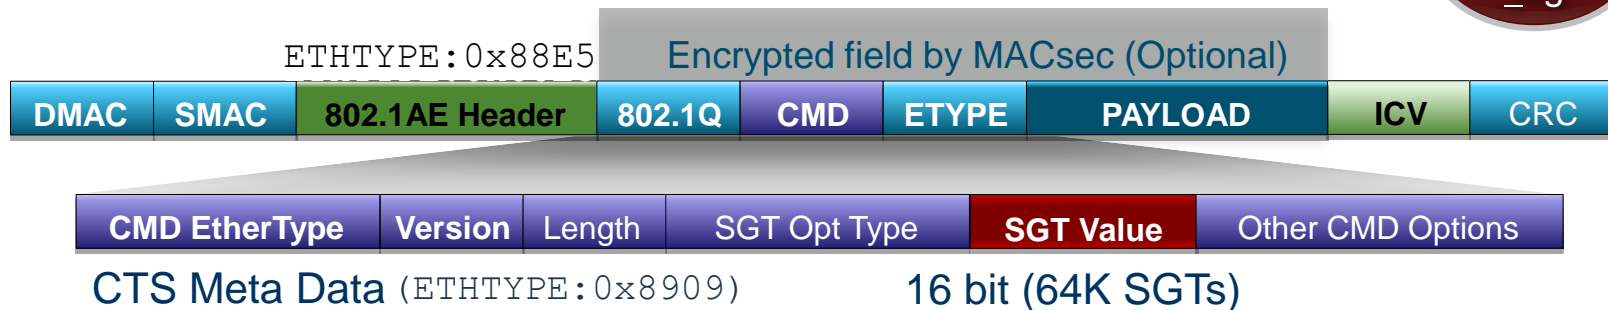 ETHTYPE:0x88E5 Encrypted field by MACsec (Optional)
DMAC SMAC 802.1AE Header 802.1Q CMD ETYPE PAYLOAD ICV CRC
CMD EtherType Version Length SGT Opt Type SGT Value Other CMD Options
CTS Meta Data (ETHTYPE:0x8909) 16 bit (64K SGTs)